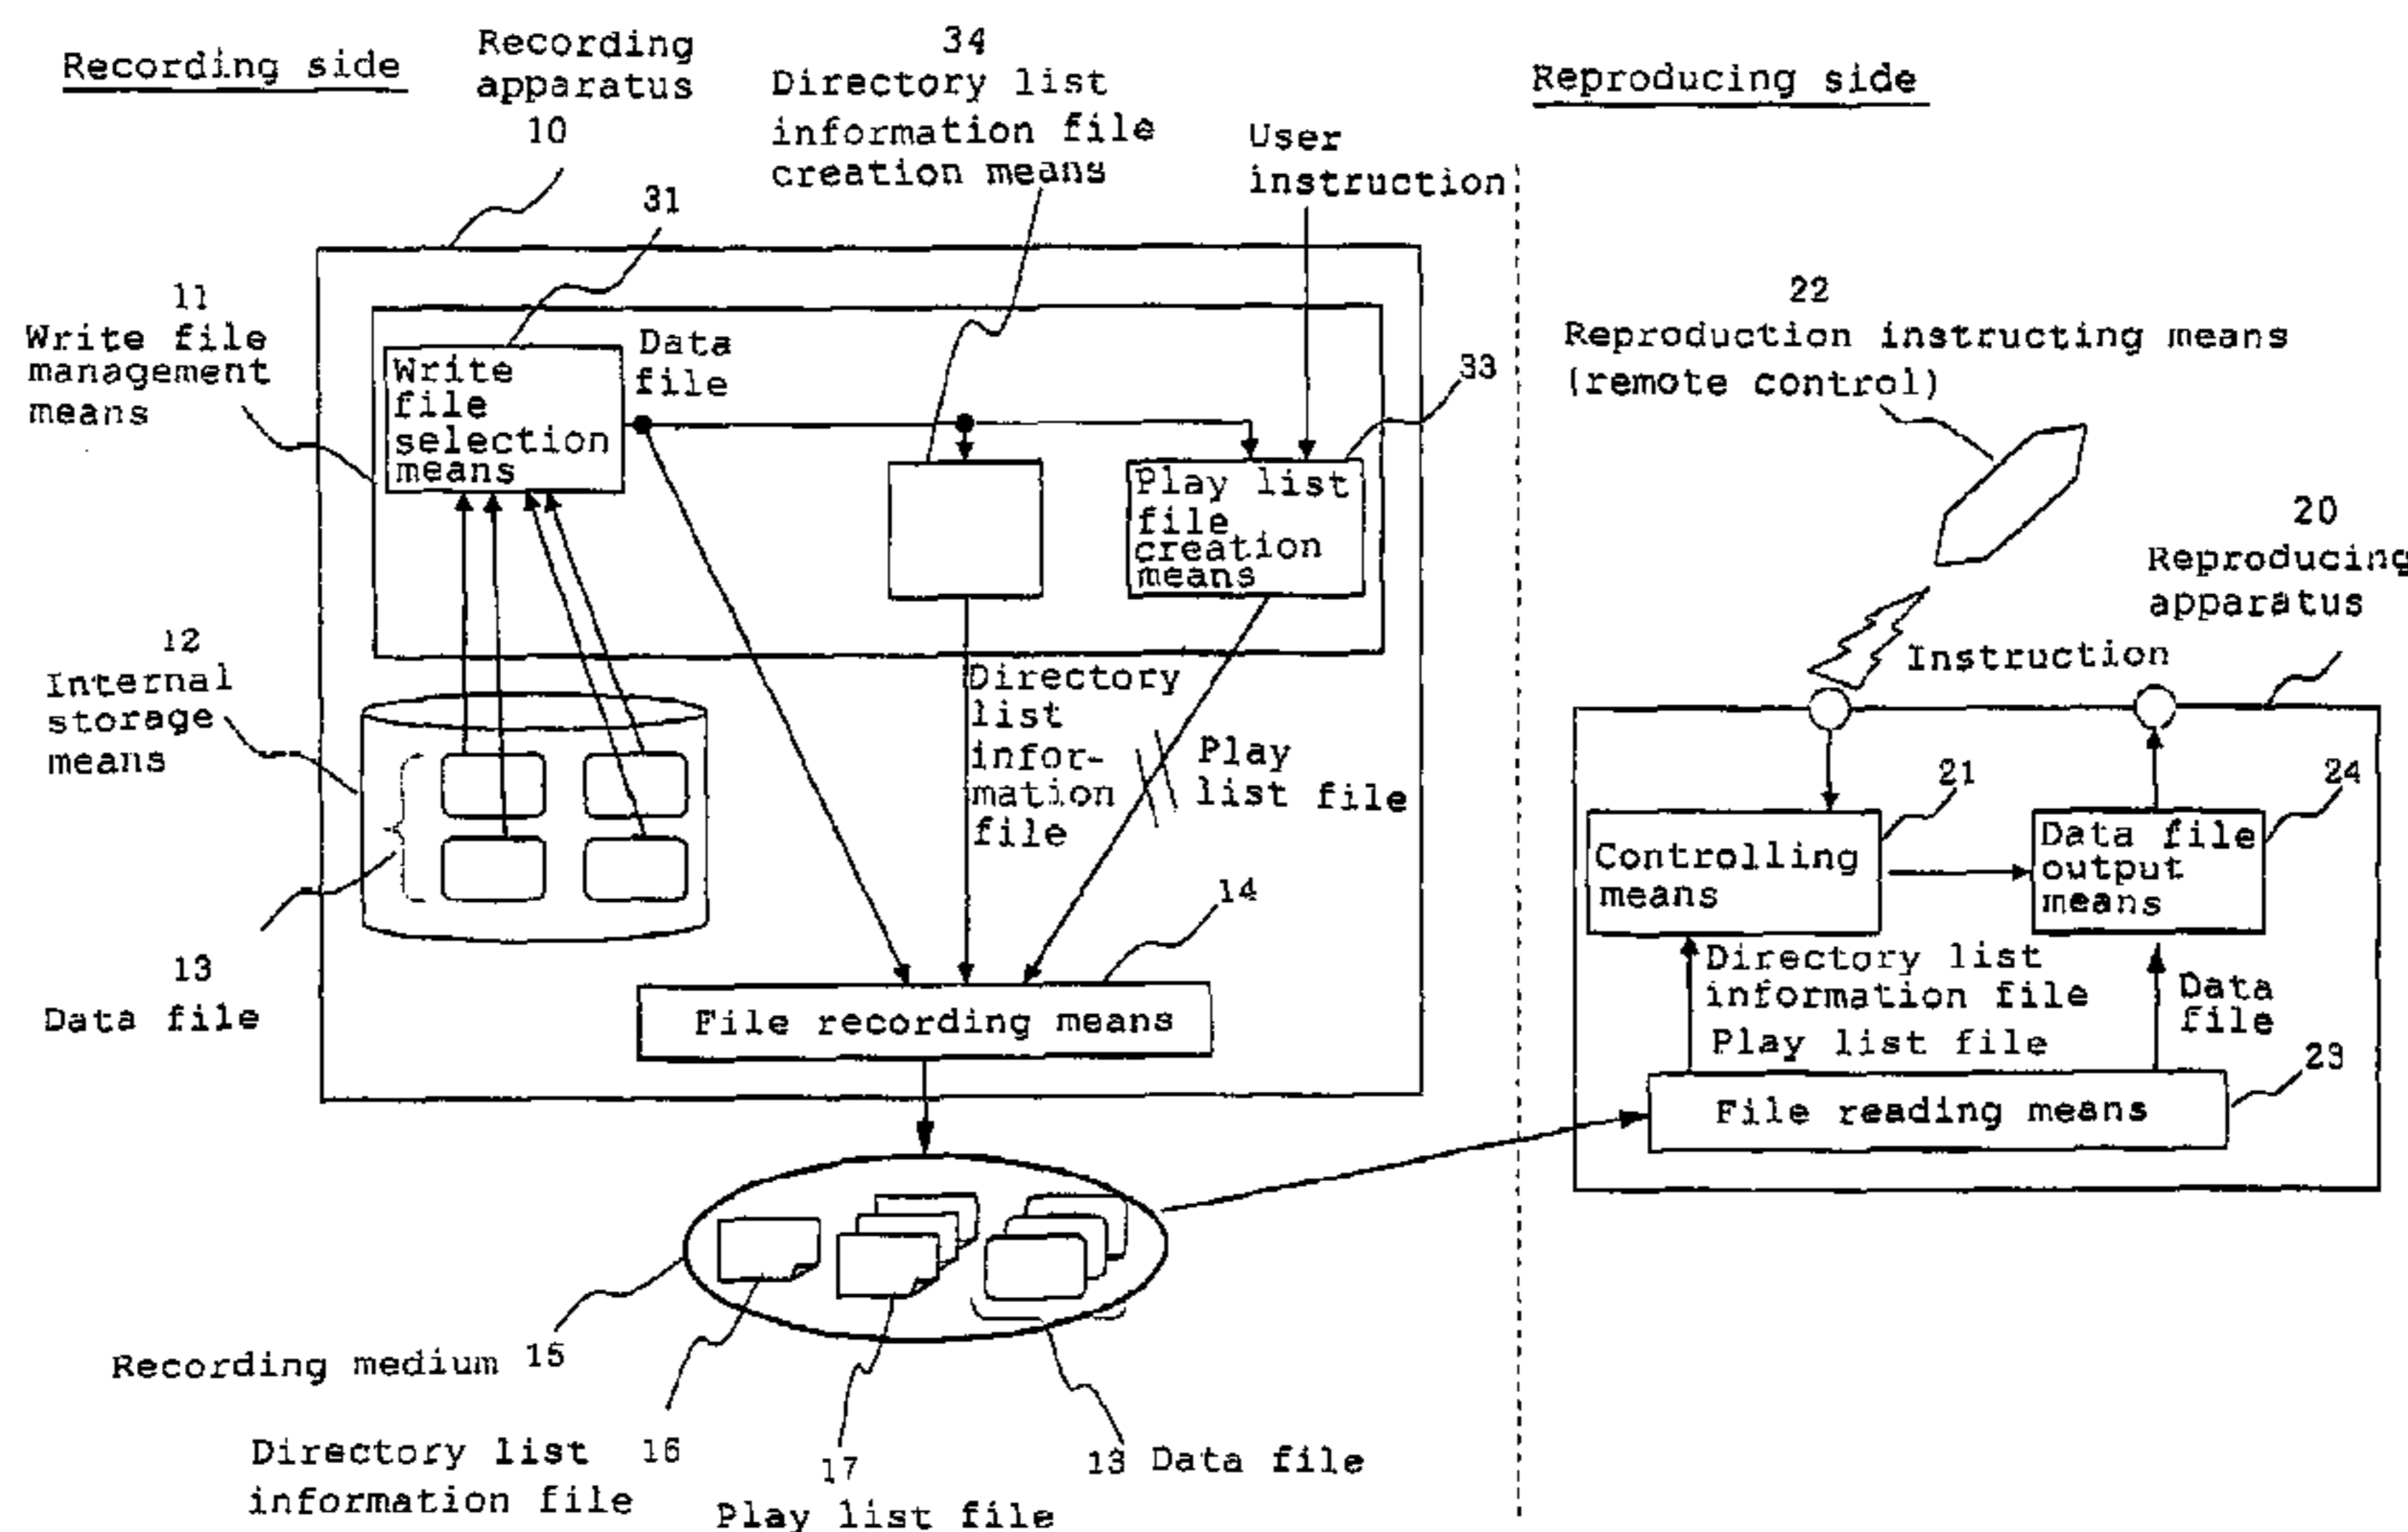 Recording side
Recording
apparatus
10
34
Directory list
information file
creation means
User
instruction
31
11
Write file
management
means
Write
file
selection
means
Data
file
33
Play list
file
creation
means
12
Internal
storage
means
Directory
list
infor-
mation
file
Play
list file
13
Data file
14
File recording means
Recording medium 15
Directory list
information file
16
17
Play list file
13 Data file
Reproducing side
22
Reproduction instructing means
(remote control)
20
Reproducing
apparatus
Instruction
21
24
Controlling
means
Data file
output
means
Directory list
information file
Play list file
Data
file
23
File reading means